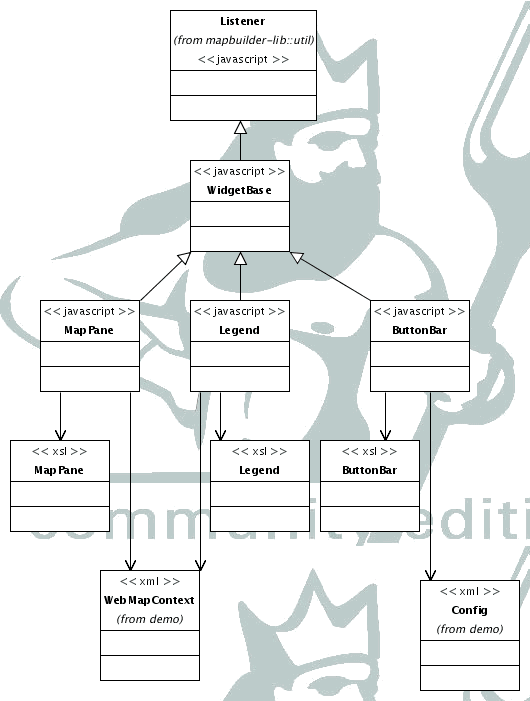 Listener
(from mapbuilder-lib::util)
<< javascript >>
<< javascript >>
WidgetBase
<< javascript >>
MapPane
<< javascript >>
Legend
<< javascript >>
ButtonBar
<< xsl >>
MapPane
<< xsl >>
Legend
<< xsl >>
ButtonBar
community editi
<< xml >>
WebMapContext
(from demo)
<< xml >>
Config
(from demo)